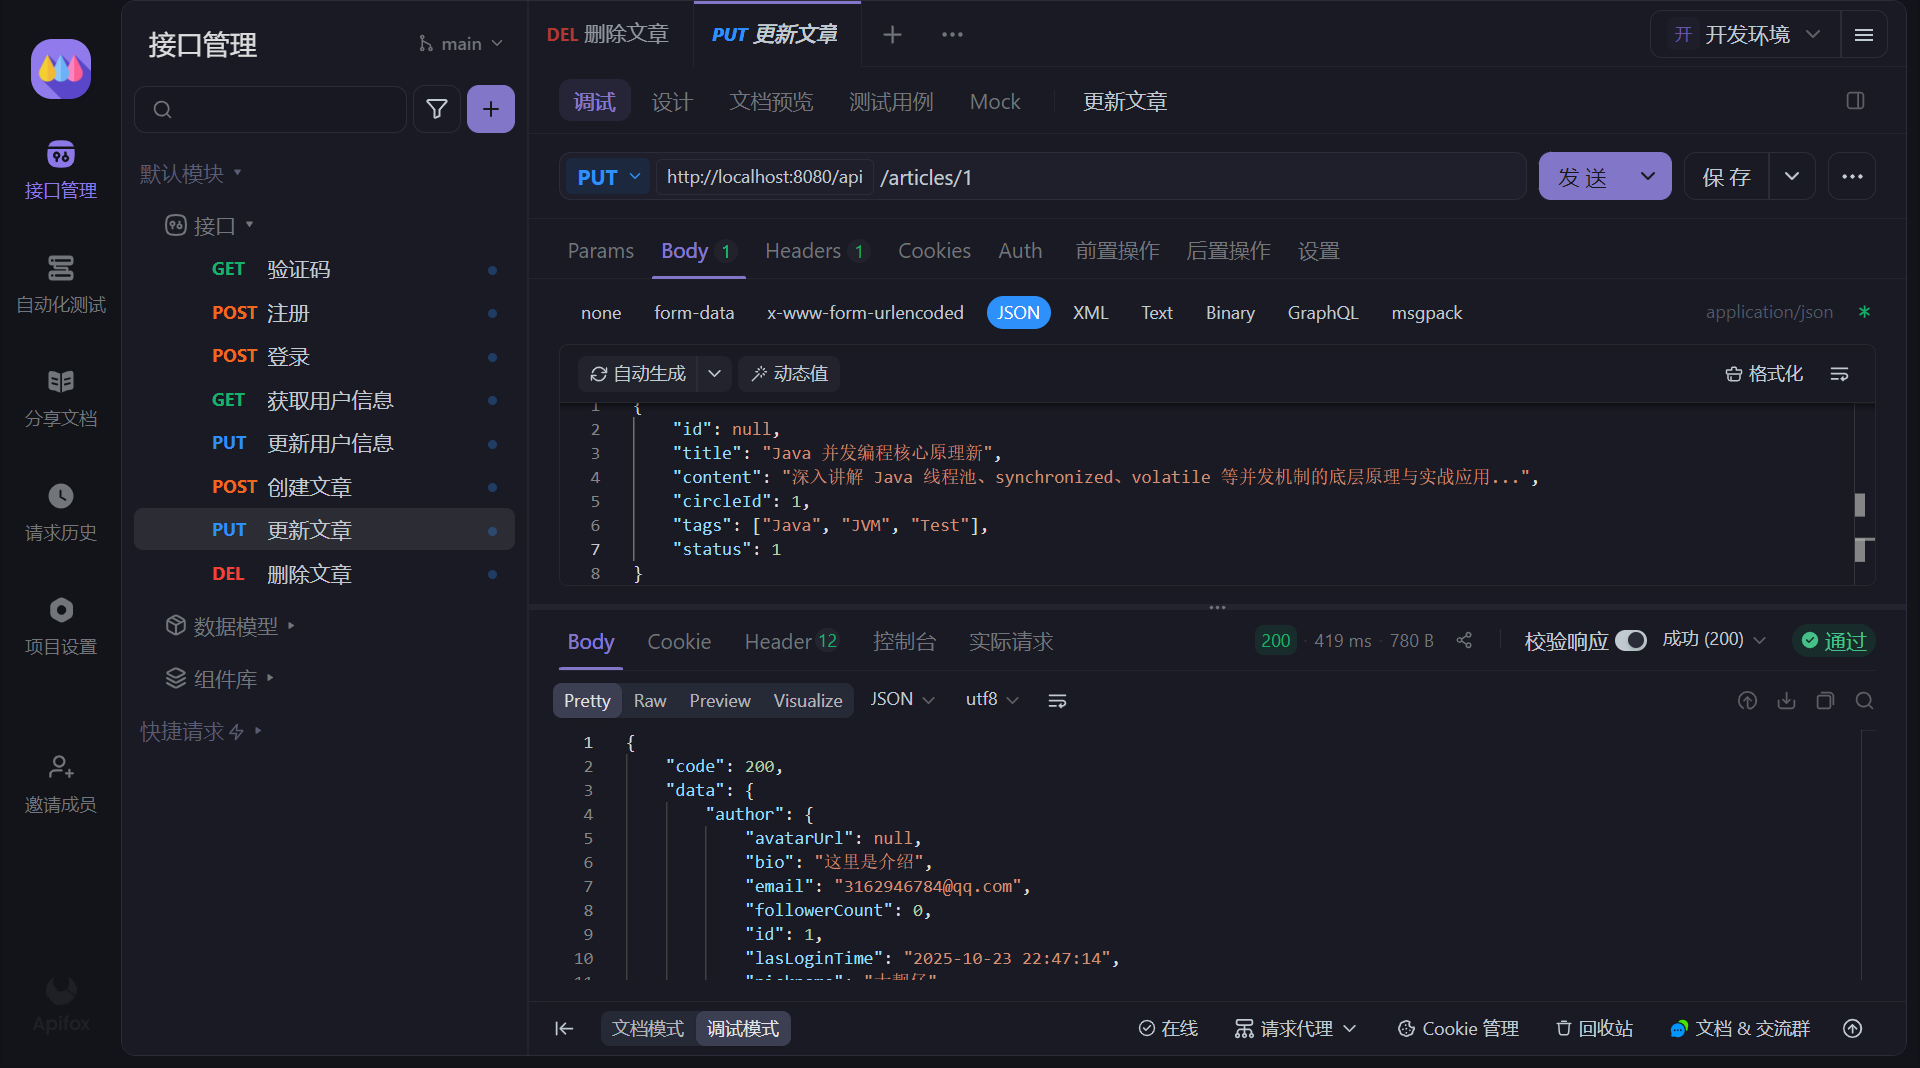 接口管理
自动化测试
分享文档
请求历史
项目设置
邀请成员
Apifox
接口管理
main
默认模块
接口
GET 验证码
POST 注册
POST 登录
GET 获取用户信息
PUT 更新用户信息
POST 创建文章
PUT 更新文章
DEL 删除文章
数据模型
组件库
快捷请求
DEL 删除文章
PUT 更新文章
开 开发环境
调试 设计 文档预览 测试用例 Mock 更新文章
PUT http://localhost:8080/api /articles/1 发 送 保 存
Params Body 1 Headers 1 Cookies Auth 前置操作 后置操作 设置
none form-data x-www-form-urlencoded JSON XML Text Binary GraphQL msgpack application/json *
自动生成 动态值 格式化
1 {
2 "id": null,
3 "title": "Java 并发编程核心原理新",
4 "content": "深入讲解 Java 线程池、synchronized、volatile 等并发机制的底层原理与实战应用...",
5 "circleId": 1,
6 "tags": ["Java", "JVM", "Test"],
7 "status": 1
8 }
Body Cookie Header 12 控制台 实际请求 200 · 419 ms · 780 B 校验响应 成功 (200) 通过
Pretty Raw Preview Visualize JSON utf8
1 {
2 "code": 200,
3 "data": {
4 "author": {
5 "avatarUrl": null,
6 "bio": "这里是介绍",
7 "email": "3162946784@qq.com",
8 "followerCount": 0,
9 "id": 1,
10 "lasLoginTime": "2025-10-23 22:47:14",
文档模式 调试模式 在线 请求代理 Cookie 管理 回收站 文档 & 交流群